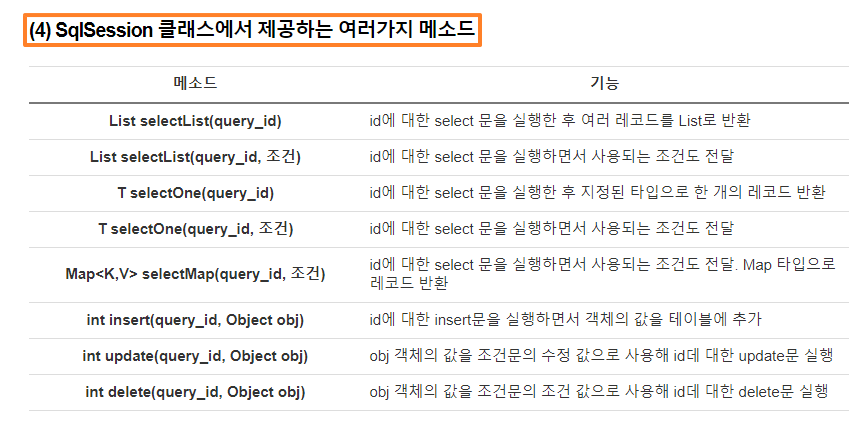 (4) SqlSession 클래스에서 제공하는 여러가지 메소드
메소드 기능
List selectList(query_id) id에 대한 select 문을 실행한 후 여러 레코드를 List로 반환
List selectList(query_id, 조건) id에 대한 select 문을 실행하면서 사용되는 조건도 전달
T selectOne(query_id) id에 대한 select 문을 실행한 후 지정된 타입으로 한 개의 레코드 반환
T selectOne(query_id, 조건) id에 대한 select 문을 실행하면서 사용되는 조건도 전달
Map<K,V> selectMap(query_id, 조건) id에 대한 select 문을 실행하면서 사용되는 조건도 전달. Map 타입으로
레코드 반환
int insert(query_id, Object obj) id에 대한 insert문을 실행하면서 객체의 값을 테이블에 추가
int update(query_id, Object obj) obj 객체의 값을 조건문의 수정 값으로 사용해 id데 대한 update문 실행
int delete(query_id, Object obj) obj 객체의 값을 조건문의 조건 값으로 사용해 id데 대한 delete문 실행